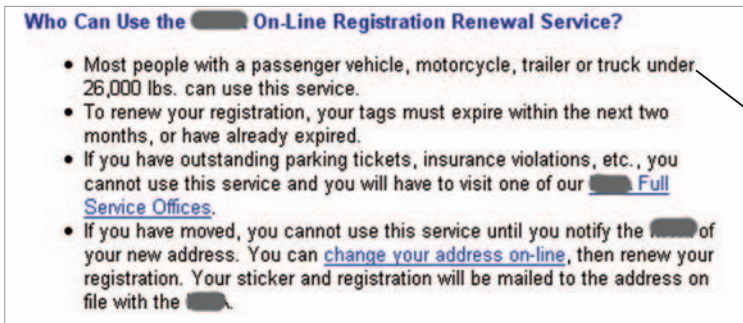 Who Can Use the On-Line Registration Renewal Service?
• Most people with a passenger vehicle, motorcycle, trailer or truck under
26,000 lbs. can use this service.
• To renew your registration, your tags must expire within the next two
months, or have already expired.
• If you have outstanding parking tickets, insurance violations, etc., you
cannot use this service and you will have to visit one of our Full
Service Offices.
• If you have moved, you cannot use this service until you notify the of
your new address. You can change your address on-line, then renew your
registration. Your sticker and registration will be mailed to the address on
file with the .